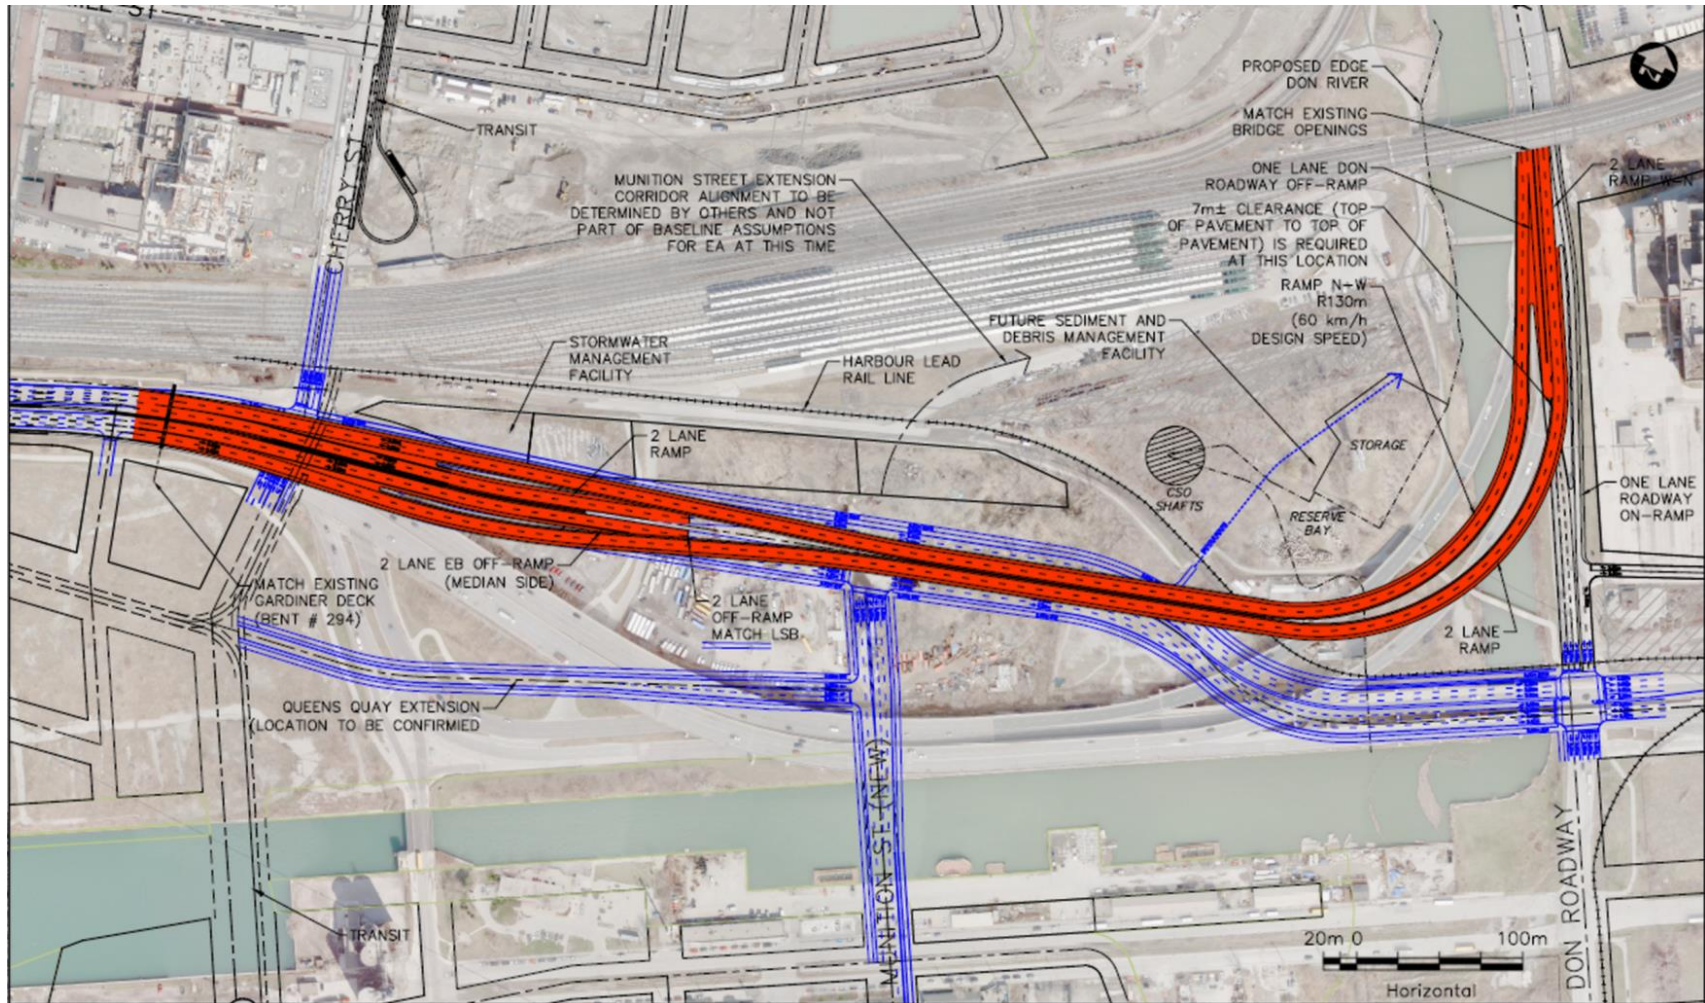 MILL ST
TRANSIT
CHERRY ST
PROPOSED EDGE
DON RIVER
MATCH EXISTING
BRIDGE OPENINGS
ONE LANE DON
ROADWAY OFF-RAMP
2 LANE
RAMP W-N
7m± CLEARANCE (TOP
OF PAVEMENT TO TOP OF
PAVEMENT) IS REQUIRED
AT THIS LOCATION
MUNITION STREET EXTENSION
CORRIDOR ALIGNMENT TO BE
DETERMINED BY OTHERS AND NOT
PART OF BASELINE ASSUMPTIONS
FOR EA AT THIS TIME
RAMP N-W
R130m
(60 km/h
DESIGN SPEED)
FUTURE SEDIMENT AND
DEBRIS MANAGEMENT
FACILITY
STORMWATER
MANAGEMENT
FACILITY
HARBOUR LEAD
RAIL LINE
2 LANE
RAMP
STORAGE
CSO
SHAFTS
RESERVE
BAY
ONE LANE
ROADWAY
ON-RAMP
2 LANE EB OFF-RAMP
(MEDIAN SIDE)
MATCH EXISTING
GARDINER DECK
(BENT # 294)
2 LANE
OFF-RAMP
MATCH LSB
2 LANE
RAMP
QUEENS QUAY EXTENSION
(LOCATION TO BE CONFIRMED
MUNITION ST (NEW)
DON ROADWAY
TRANSIT
20m 0 100m
Horizontal